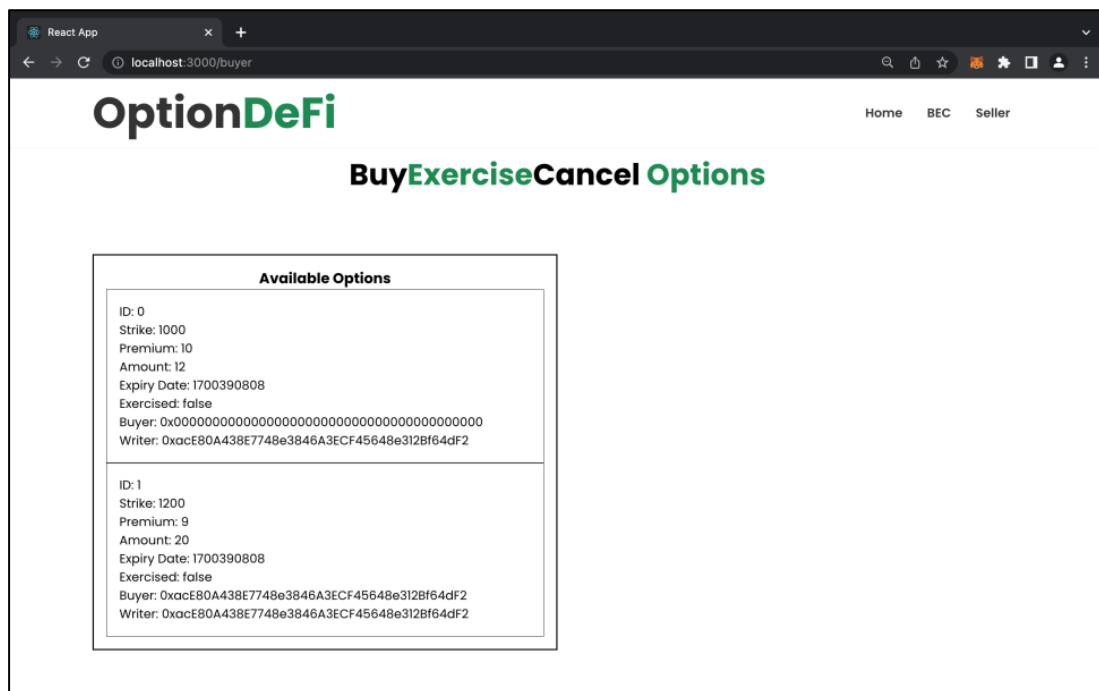 React App
localhost:3000/buyer
OptionDeFi
Home BEC Seller
BuyExerciseCancel Options
Available Options
ID: 0
Strike: 1000
Premium: 10
Amount: 12
Expiry Date: 1700390808
Exercised: false
Buyer: 0x0000000000000000000000000000000000000000
Writer: 0xacE80A438E7748e3846A3ECF45648e312Bf64dF2
ID: 1
Strike: 1200
Premium: 9
Amount: 20
Expiry Date: 1700390808
Exercised: false
Buyer: 0xacE80A438E7748e3846A3ECF45648e312Bf64dF2
Writer: 0xacE80A438E7748e3846A3ECF45648e312Bf64dF2